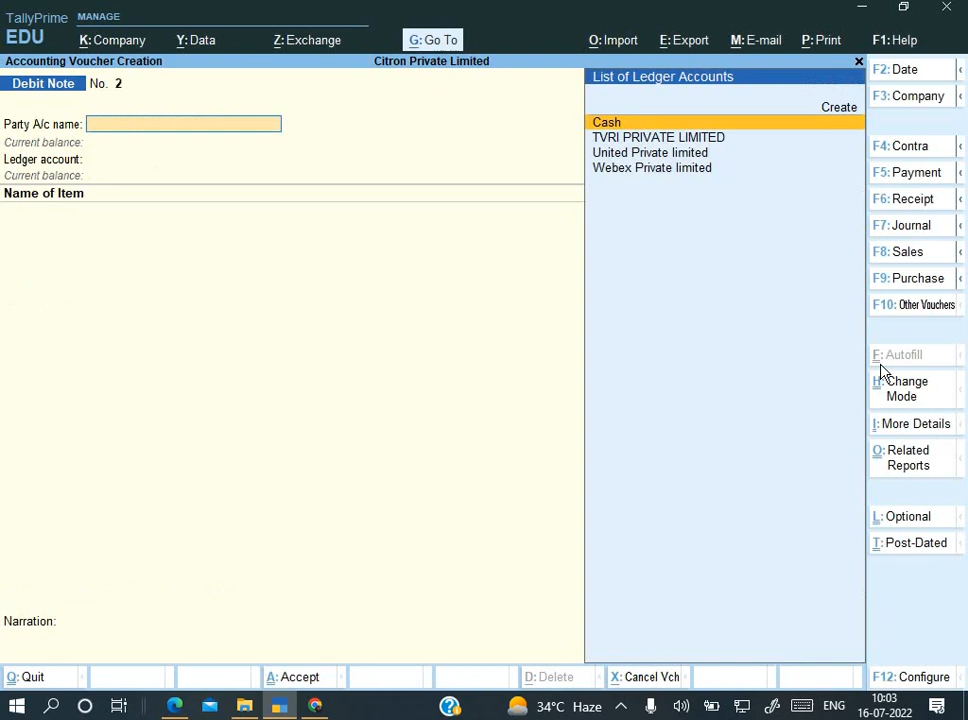 TallyPrime MANAGE
EDU K: Company Y: Data Z: Exchange G: Go To O: Import E: Export M: E-mail P: Print F1: Help
Accounting Voucher Creation Citron Private Limited
Debit Note No. 2
Party A/c name:
Current balance:
Ledger account:
Current balance:
Name of Item
Narration:
List of Ledger Accounts
Create
Cash
TVRI PRIVATE LIMITED
United Private limited
Webex Private limited
F2: Date
F3: Company
F4: Contra
F5: Payment
F6: Receipt
F7: Journal
F8: Sales
F9: Purchase
F10: Other Vouchers
F: Autofill
H: Change
Mode
I: More Details
O: Related
Reports
L: Optional
T: Post-Dated
Q: Quit A: Accept D: Delete X: Cancel Vch F12: Configure
34°C Haze ENG 10:03
16-07-2022